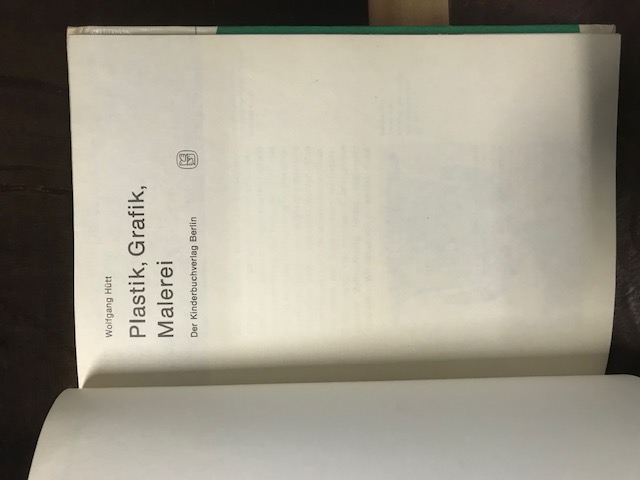 Wolfgang Hütt
Plastik, Grafik,
Malerei
Der Kinderbuchverlag Berlin